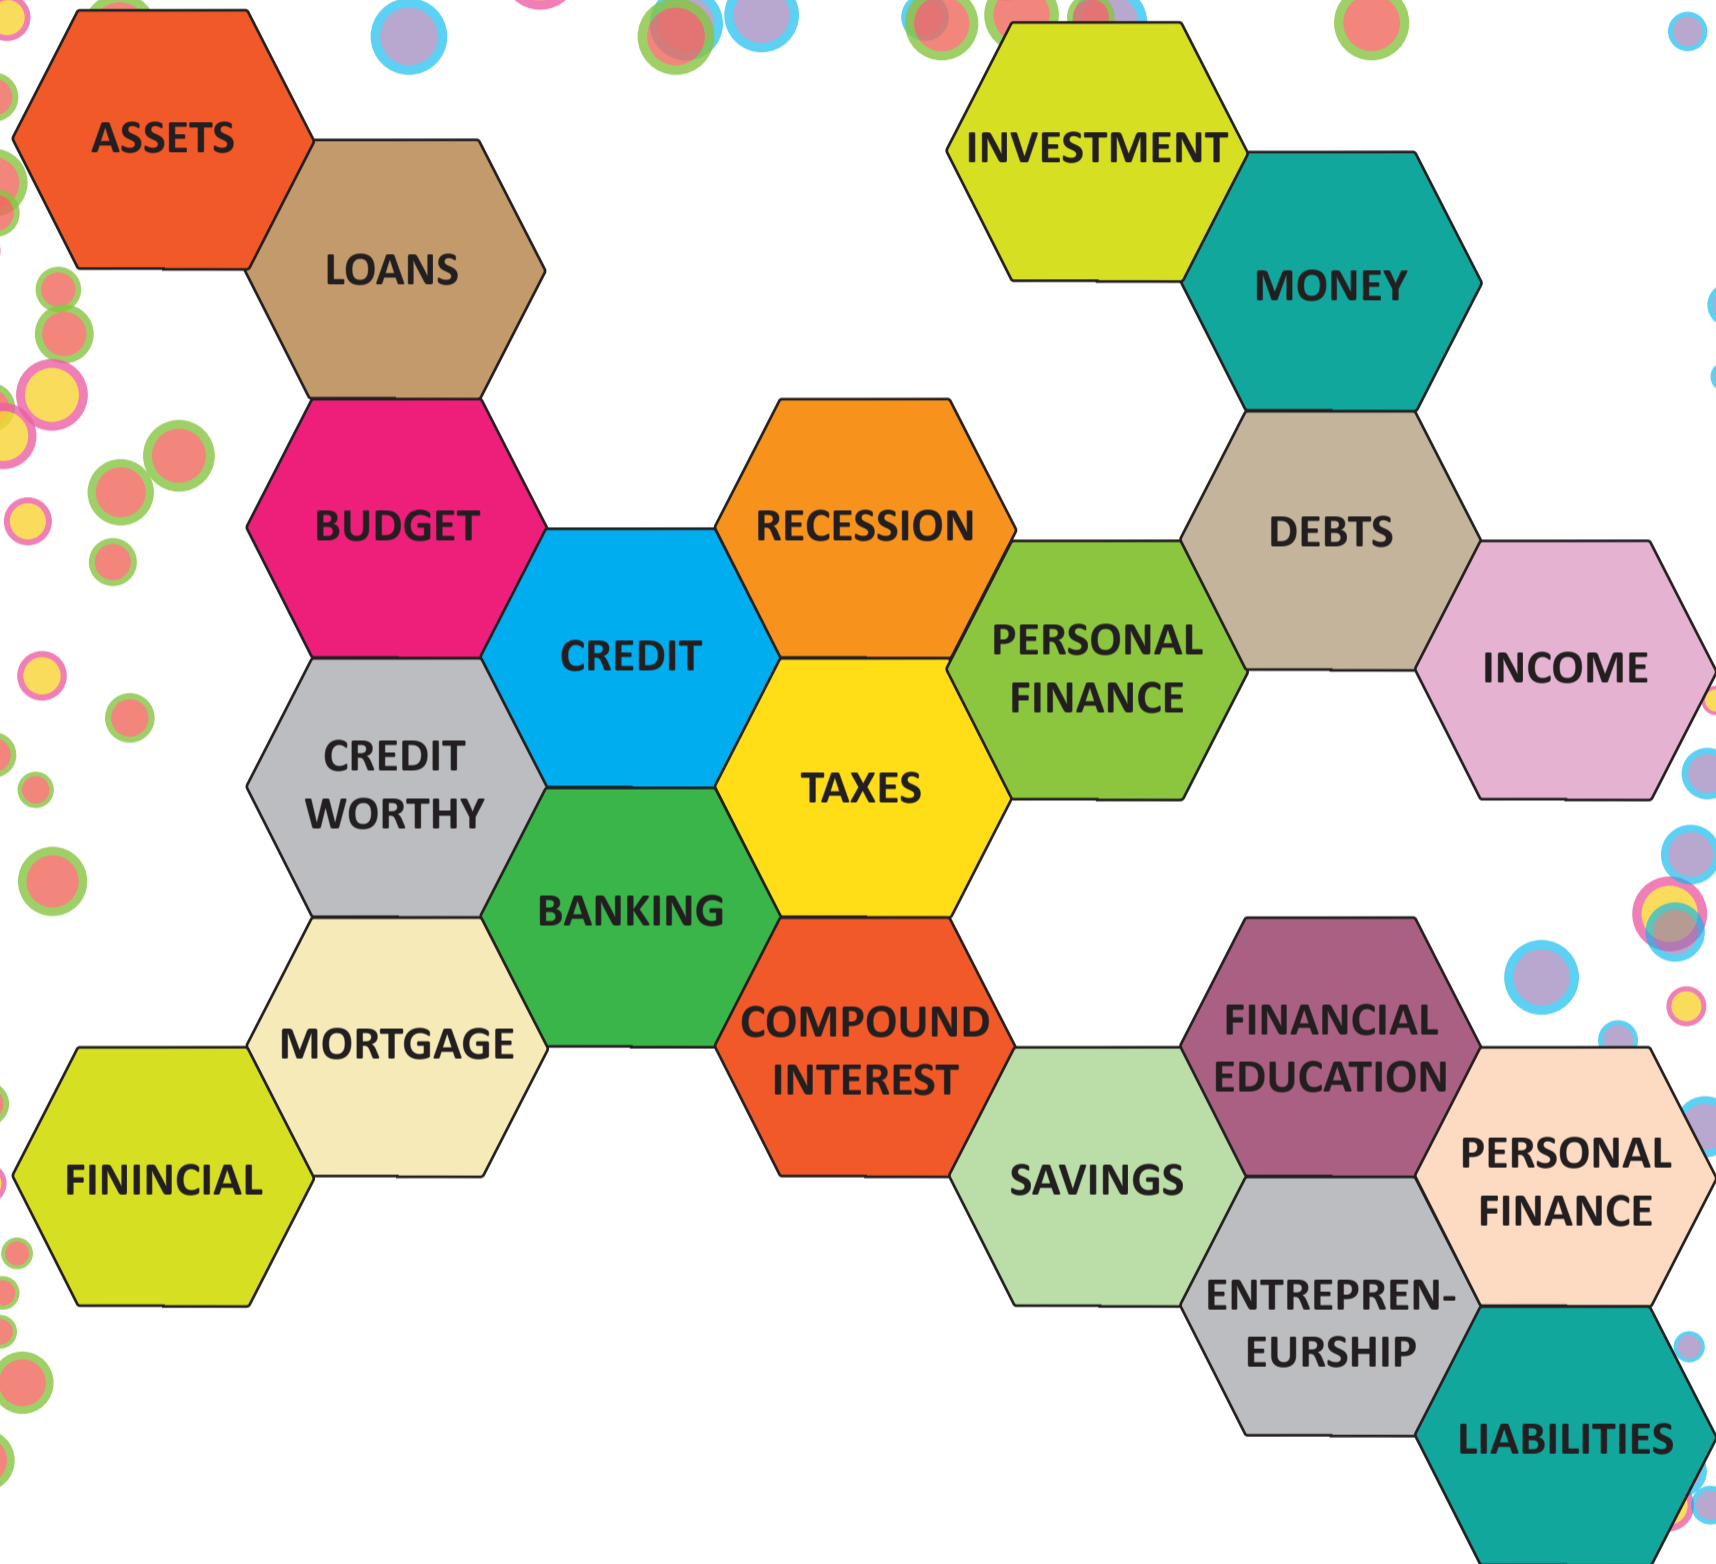 ASSETS
INVESTMENT
LOANS
MONEY
BUDGET
RECESSION
DEBTS
CREDIT
PERSONAL
FINANCE
INCOME
CREDIT
WORTHY
TAXES
BANKING
MORTGAGE
COMPOUND
INTEREST
FINANCIAL
EDUCATION
FININCIAL
SAVINGS
PERSONAL
FINANCE
ENTREPREN-
EURSHIP
LIABILITIES